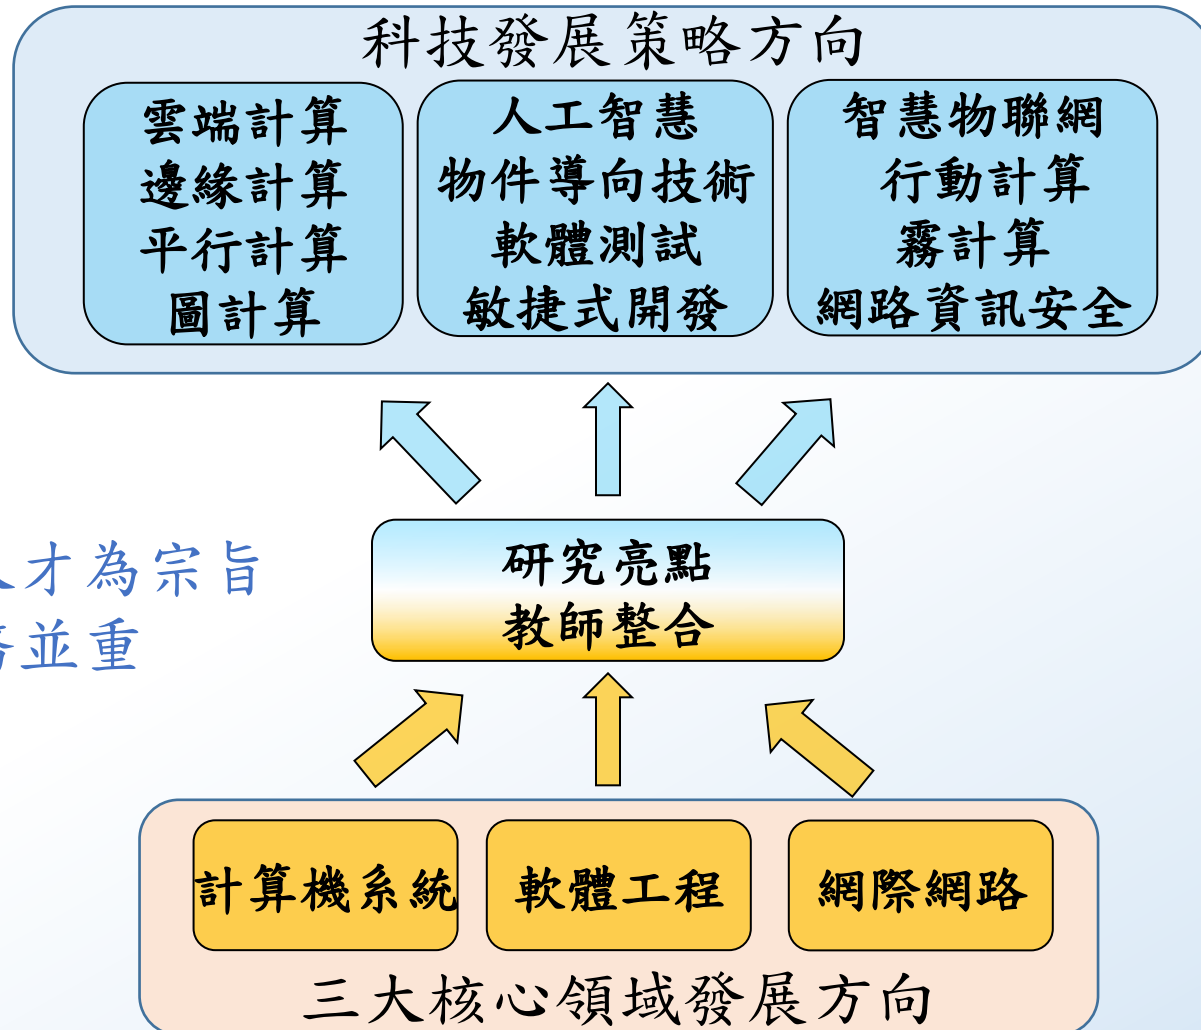 科技發展策略方向
雲端計算
邊緣計算
平行計算
圖計算
人工智慧
物件導向技術
軟體測試
敏捷式開發
智慧物聯網
行動計算
霧計算
網路資訊安全
才為宗旨
並重
研究亮點
教師整合
計算機系統
軟體工程
網際網路
三大核心領域發展方向